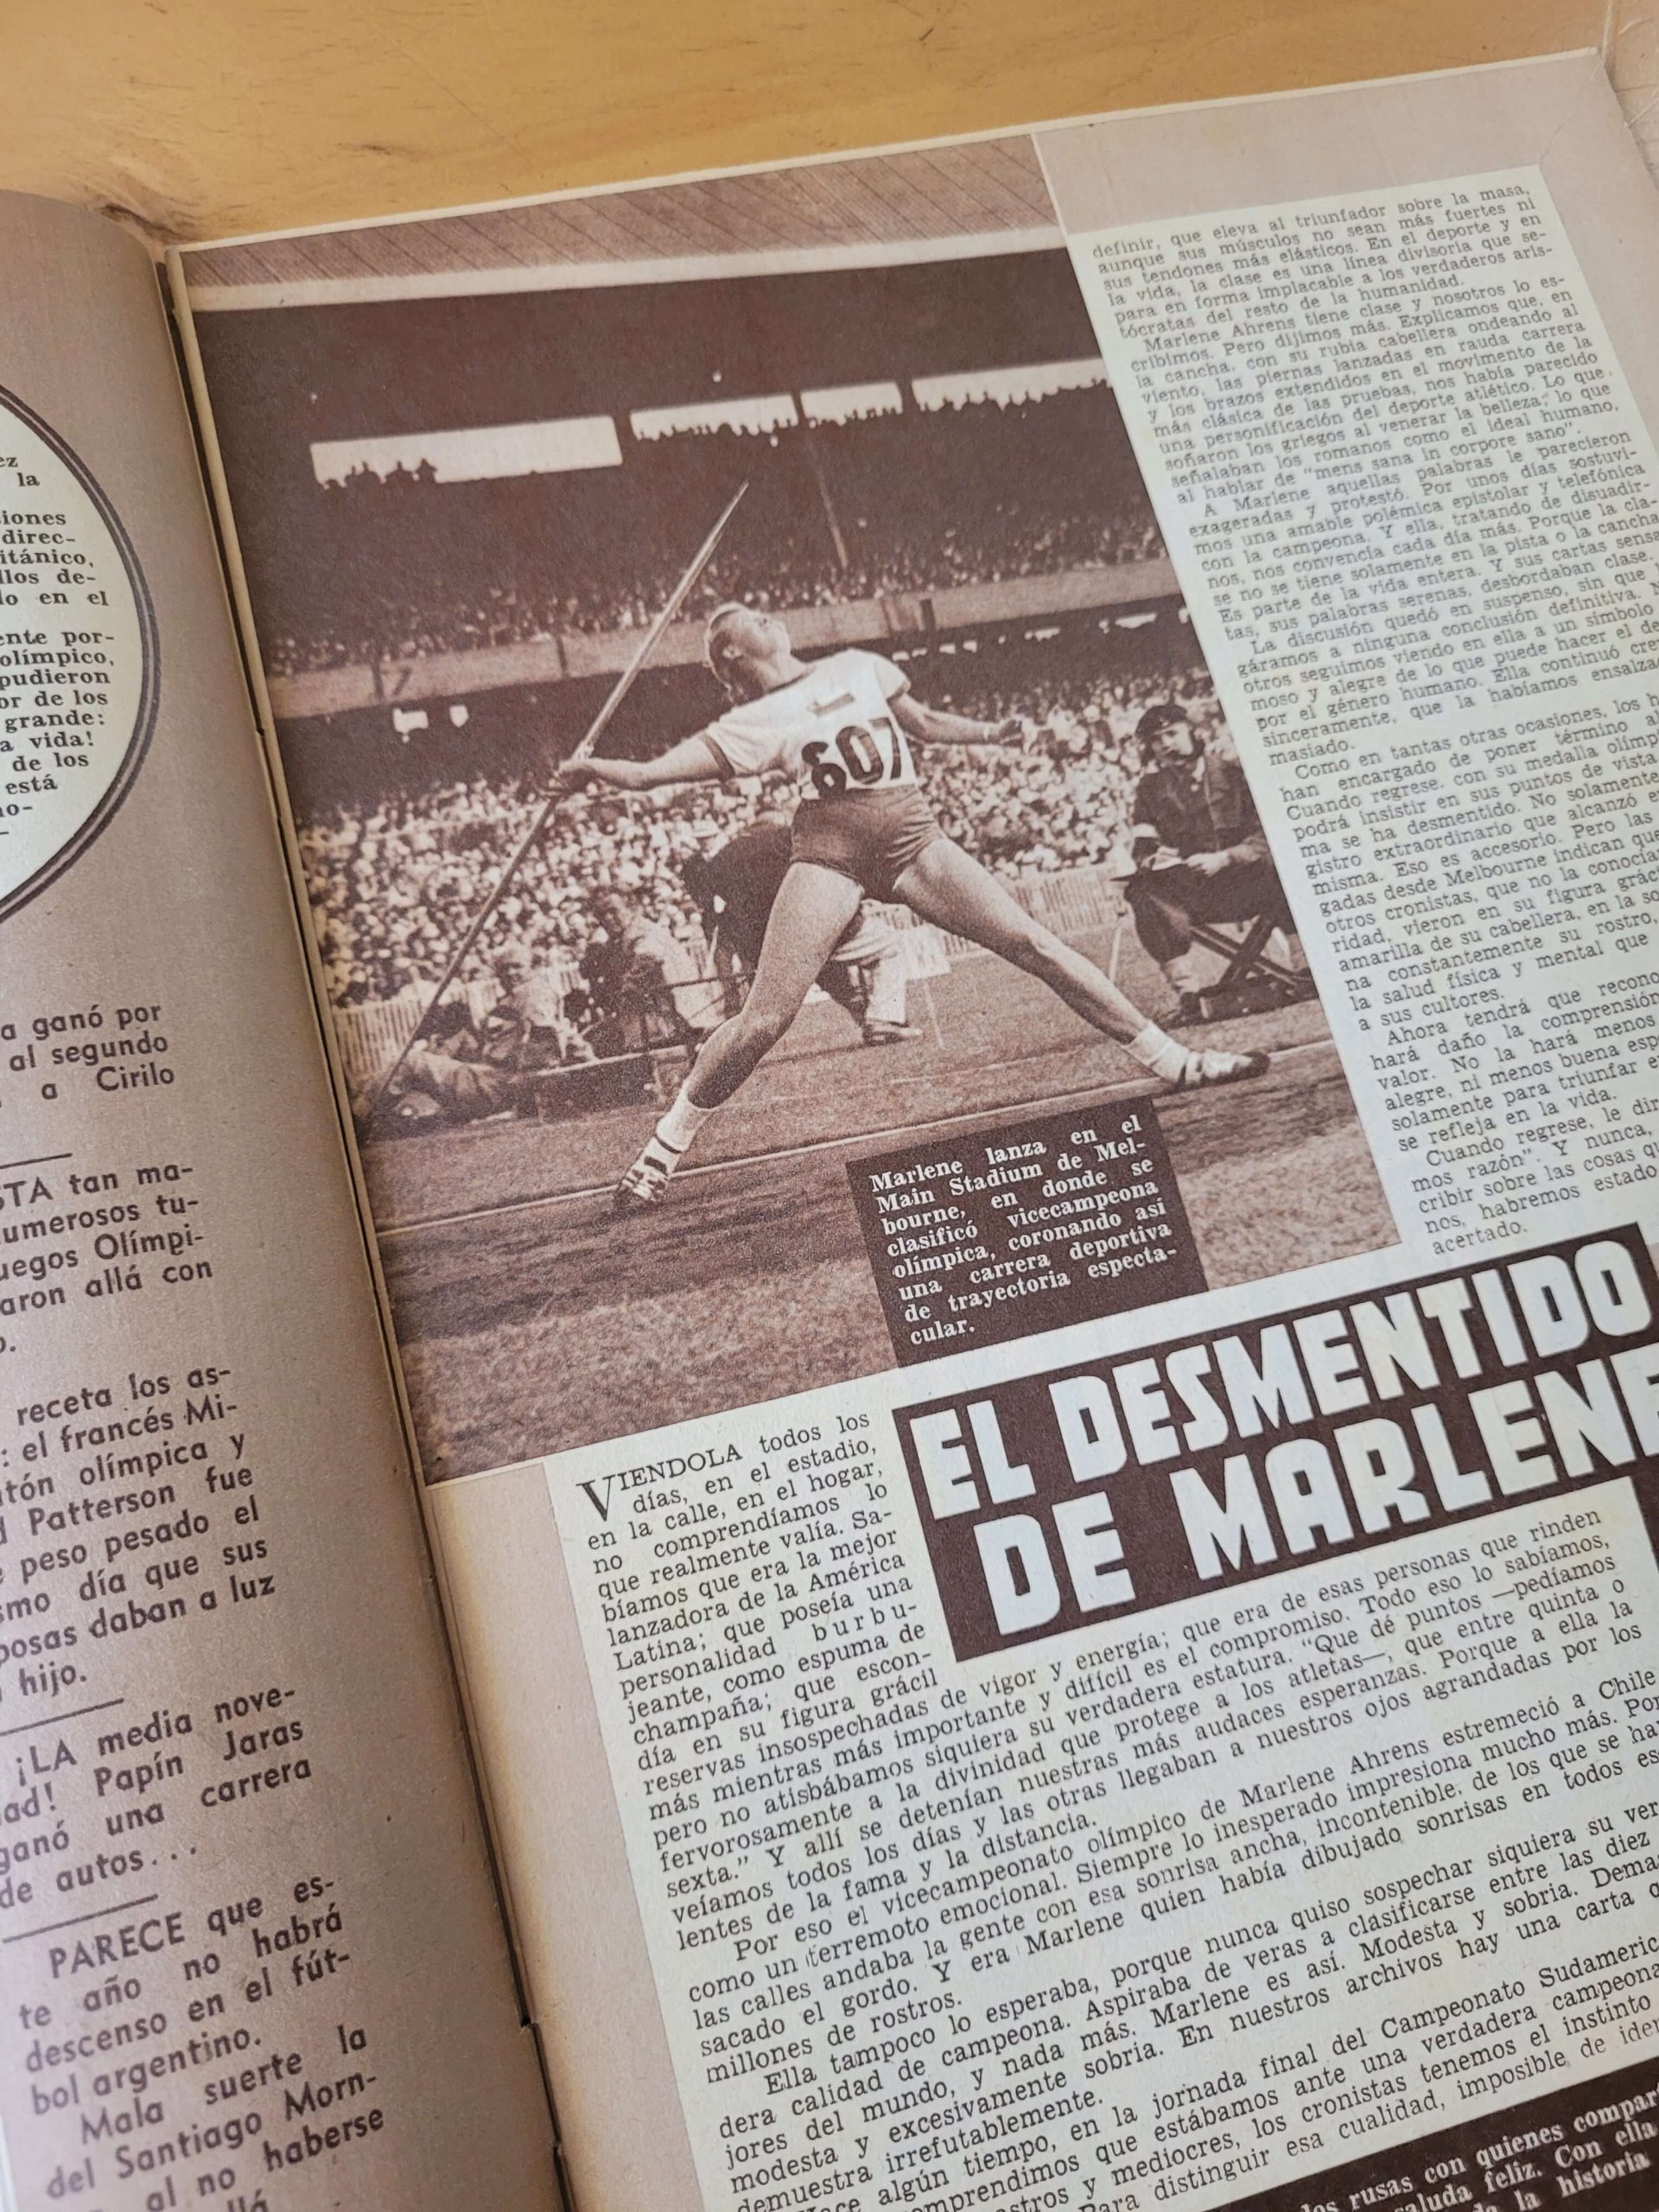 ez
la
iones
direc-
itánico,
llos de-
lo en el
ente por-
olímpico,
pudieron
or de los
grande:
a vida!
de los
está
a ganó por
al segundo
a Cirilo
STA tan ma-
umerosos tu-
uegos Olímpi-
aron allá con
o.
receta los as-
: el francés Mi-
atón olímpica y
d Patterson fue
e peso pesado el
smo día que sus
posas daban a luz
hijo.
¡LA media nove-
dad! Papín Jaras
ganó una carrera
de autos...
PARECE que es-
te año no habrá
descenso en el fút-
bol argentino.
Mala suerte la
del Santiago Morn-
al no haberse
607
Marlene lanza en el
Main Stadium de Mel-
bourne, en donde se
clasificó vicecampeona
olímpica, coronando así
una carrera deportiva
de trayectoria especta-
cular.
EL DESMENTIDO
DE MARLENE
VIENDOLA todos los
días, en el estadio,
en la calle, en el hogar,
no comprendíamos lo
que realmente valía. Sa-
bíamos que era la mejor
lanzadora de la América
Latina; que poseía una
personalidad burbu-
jeante, como espuma de
champaña; que escon-
día en su figura grácil
reservas insospechadas de vigor y energía; que era de esas personas que rinden
más mientras más importante y difícil es el compromiso. Todo eso lo sabíamos,
pero no atisbábamos siquiera su verdadera estatura. "Que dé puntos —pedíamos
fervorosamente a la divinidad que protege a los atletas—, que entre quinta o
sexta." Y allí se detenían nuestras más audaces esperanzas. Porque a ella la
veíamos todos los días y las otras llegaban a nuestros ojos agrandadas por los
lentes de la fama y la distancia.
Por eso el vicecampeonato olímpico de Marlene Ahrens estremeció a Chile
como un terremoto emocional. Siempre lo inesperado impresiona mucho más. Por
las calles andaba la gente con esa sonrisa ancha, incontenible, de los que se han
sacado el gordo. Y era Marlene quien había dibujado sonrisas en todos es
millones de rostros.
Ella tampoco lo esperaba, porque nunca quiso sospechar siquiera su ver
dera calidad de campeona. Aspiraba de veras a clasificarse entre las diez
jores del mundo, y nada más. Marlene es así. Modesta y sobria. Demas
modesta y excesivamente sobria. En nuestros archivos hay una carta q
demuestra irrefutablemente.
Hace algún tiempo, en la jornada final del Campeonato Sudameric
omprendimos que estábamos ante una verdadera campeona
stros y mediocres, los cronistas tenemos el instinto
Para distinguir esa cualidad, imposible de iden
definir, que eleva al triunfador sobre la masa,
aunque sus músculos no sean más fuertes ni
sus tendones más elásticos. En el deporte y en
la vida, la clase es una línea divisoria que se-
para en forma implacable a los verdaderos aris-
tócratas del resto de la humanidad.
Marlene Ahrens tiene clase y nosotros lo es-
cribimos. Pero dijimos más. Explicamos que, en
la cancha, con su rubia cabellera ondeando al
viento, las piernas lanzadas en rauda carrera
y los brazos extendidos en el movimiento de la
más clásica de las pruebas, nos había parecido
una personificación del deporte atlético. Lo que
soñaron los griegos al venerar la belleza; lo que
señalaban los romanos como el ideal humano,
al hablar de "mens sana in corpore sano".
A Marlene aquellas palabras le parecieron
exageradas y protestó. Por unos días sostuvi-
mos una amable polémica epistolar y telefónica
con la campeona. Y ella, tratando de disuadir-
nos, nos convencía cada día más. Porque la cla-
se no se tiene solamente en la pista o la cancha
Es parte de la vida entera. Y sus cartas sensa
tas, sus palabras serenas, desbordaban clase.
La discusión quedó en suspenso, sin que
gáramos a ninguna conclusión definitiva. N
otros seguimos viendo en ella a un símbolo
moso y alegre de lo que puede hacer el de
por el género humano. Ella continuó crey
sinceramente, que la habíamos ensalzado
masiado.
Como en tantas otras ocasiones, los h
han encargado de poner término al
Cuando regrese, con su medalla olímp
podrá insistir en sus puntos de vista
ma se ha desmentido. No solamente
gistro extraordinario que alcanzó e
misma. Eso es accesorio. Pero las
gadas desde Melbourne indican que
otros cronistas, que no la conocía
ridad, vieron en su figura grác
amarilla de su cabellera, en la so
na constantemente su rostro,
la salud física y mental que
a sus cultores.
Ahora tendrá que recono
hará daño la comprensión
valor. No la hará menos
alegre, ni menos buena esp
solamente para triunfar e
se refleja en la vida.
Cuando regrese, le dir
mos razón". Y nunca,
cribir sobre las cosas qu
nos, habremos estado
acertado.
los rusas con quienes compar
saluda feliz. Con ella
la historia